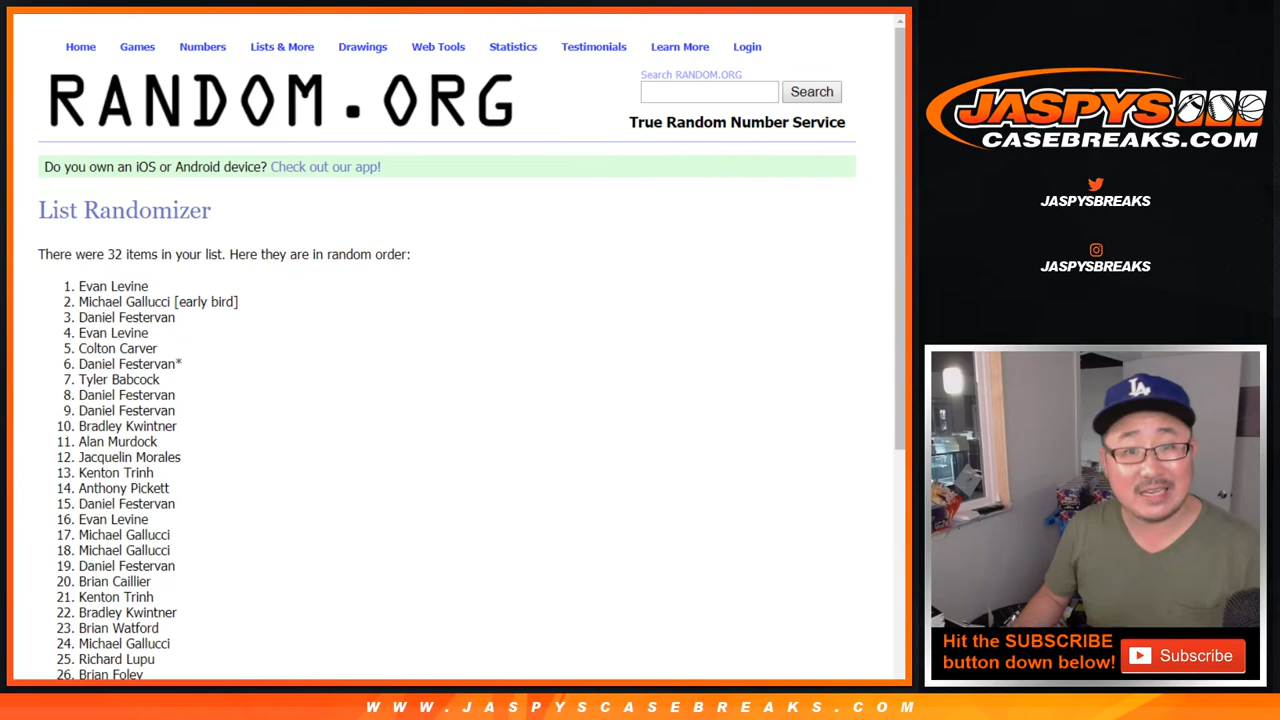 Home Games Numbers Lists & More Drawings Web Tools Statistics Testimonials Learn More Login
RANDOM.ORG
Search RANDOM.ORG
Search
True Random Number Service
Do you own an iOS or Android device? Check out our app!
List Randomizer
There were 32 items in your list. Here they are in random order:
1. Evan Levine
2. Michael Gallucci [early bird]
3. Daniel Festervan
4. Evan Levine
5. Colton Carver
6. Daniel Festervan*
7. Tyler Babcock
8. Daniel Festervan
9. Daniel Festervan
10. Bradley Kwintner
11. Alan Murdock
12. Jacquelin Morales
13. Kenton Trinh
14. Anthony Pickett
15. Daniel Festervan
16. Evan Levine
17. Michael Gallucci
18. Michael Gallucci
19. Daniel Festervan
20. Brian Caillier
21. Kenton Trinh
22. Bradley Kwintner
23. Brian Watford
24. Michael Gallucci
25. Richard Lupu
26. Brian Foley
JASPYS
CASEBREAKS.COM
JASPYSBREAKS
JASPYSBREAKS
LA
Hit the SUBSCRIBE
button down below!
Subscribe
WWW.JASPYSCASEBREAKS.COM